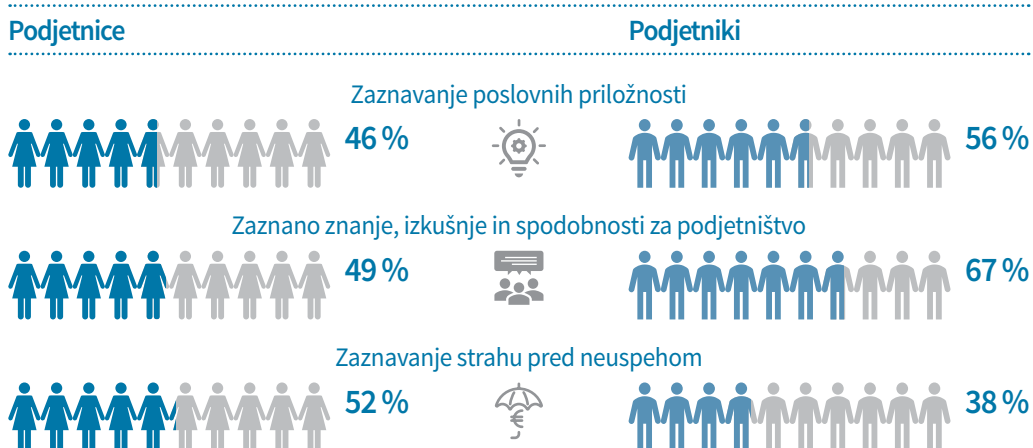 Podjetnice Podjetniki
Zaznavanje poslovnih priložnosti
46 % 56 %
Zaznano znanje, izkušnje in spodobnosti za podjetništvo
49 % 67 %
Zaznavanje strahu pred neuspehom
52 % € 38 %